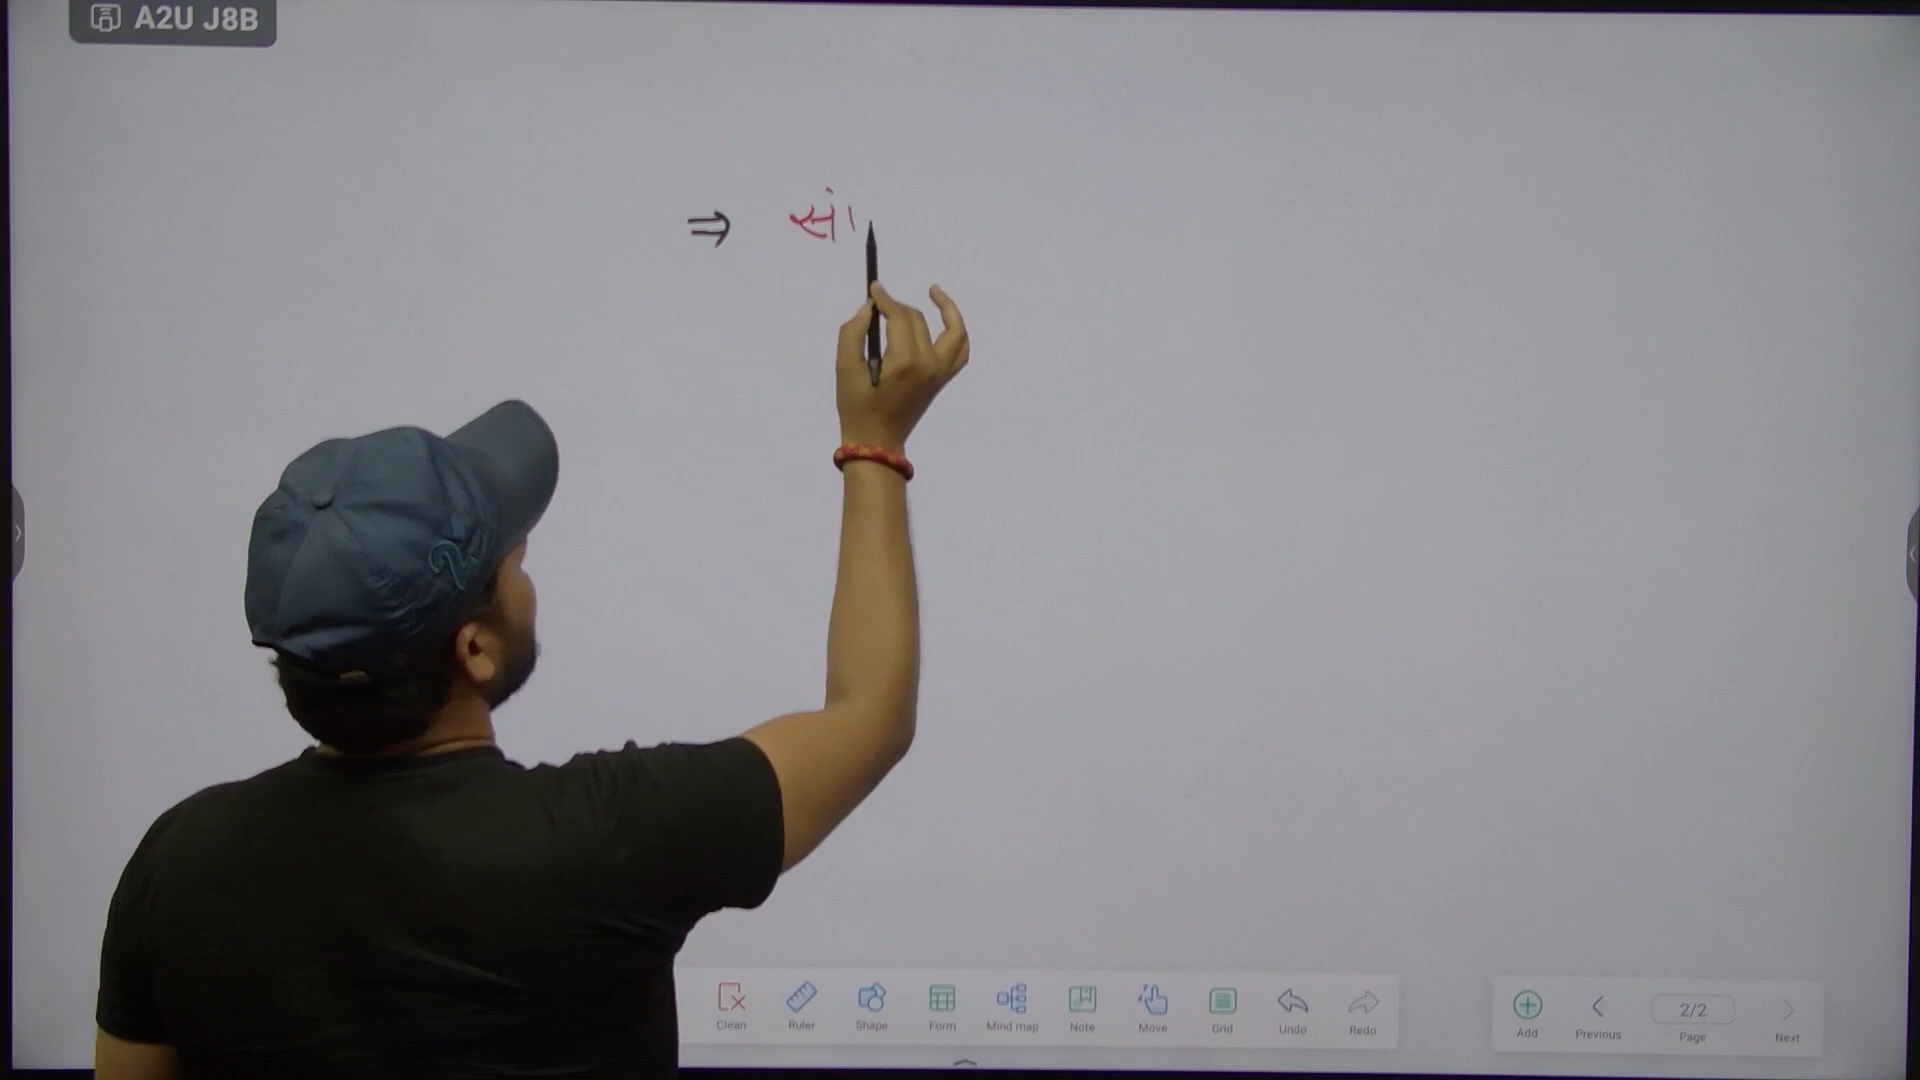 A2U J8B
⇒ सं।
Clean Ruler Shape Form Mind map Note Move Grid Undo Redo
Add Previous 2/2 Page Next